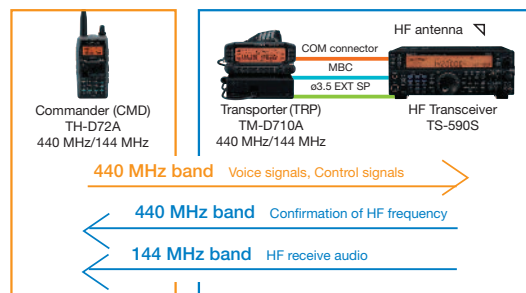 HF antenna
COM connector
MBC
ø3.5 EXT SP
Commander (CMD)
TH-D72A
440 MHz/144 MHz
Transporter (TRP)
TM-D710A
440 MHz/144 MHz
HF Transceiver
TS-590S
440 MHz band Voice signals, Control signals
440 MHz band Confirmation of HF frequency
144 MHz band HF receive audio